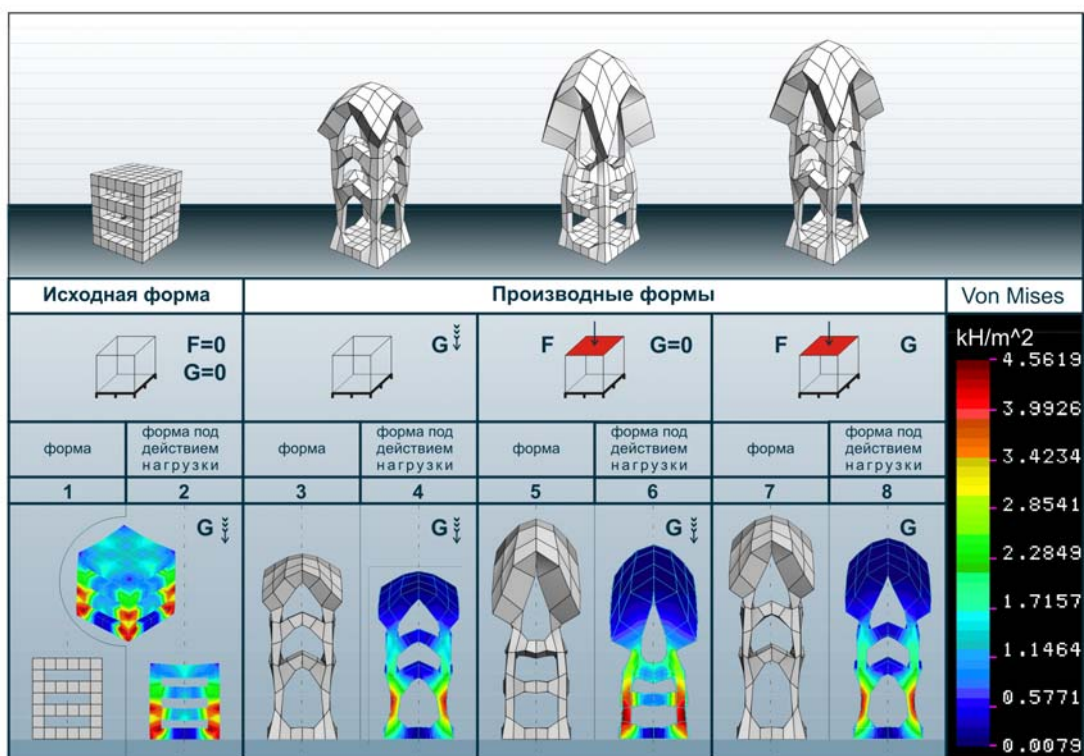 Исходная форма
Производные формы
Von Mises
F=0
G=0
G
F
G=0
F
G
kH/m^2
форма
форма под
действием
нагрузки
форма
форма под
действием
нагрузки
форма
форма под
действием
нагрузки
форма
форма под
действием
нагрузки
1
2
3
4
5
6
7
8
G
G
G
G
4.5619
3.9926
3.4234
2.8541
2.2849
1.7157
1.1464
0.5771
0.0079